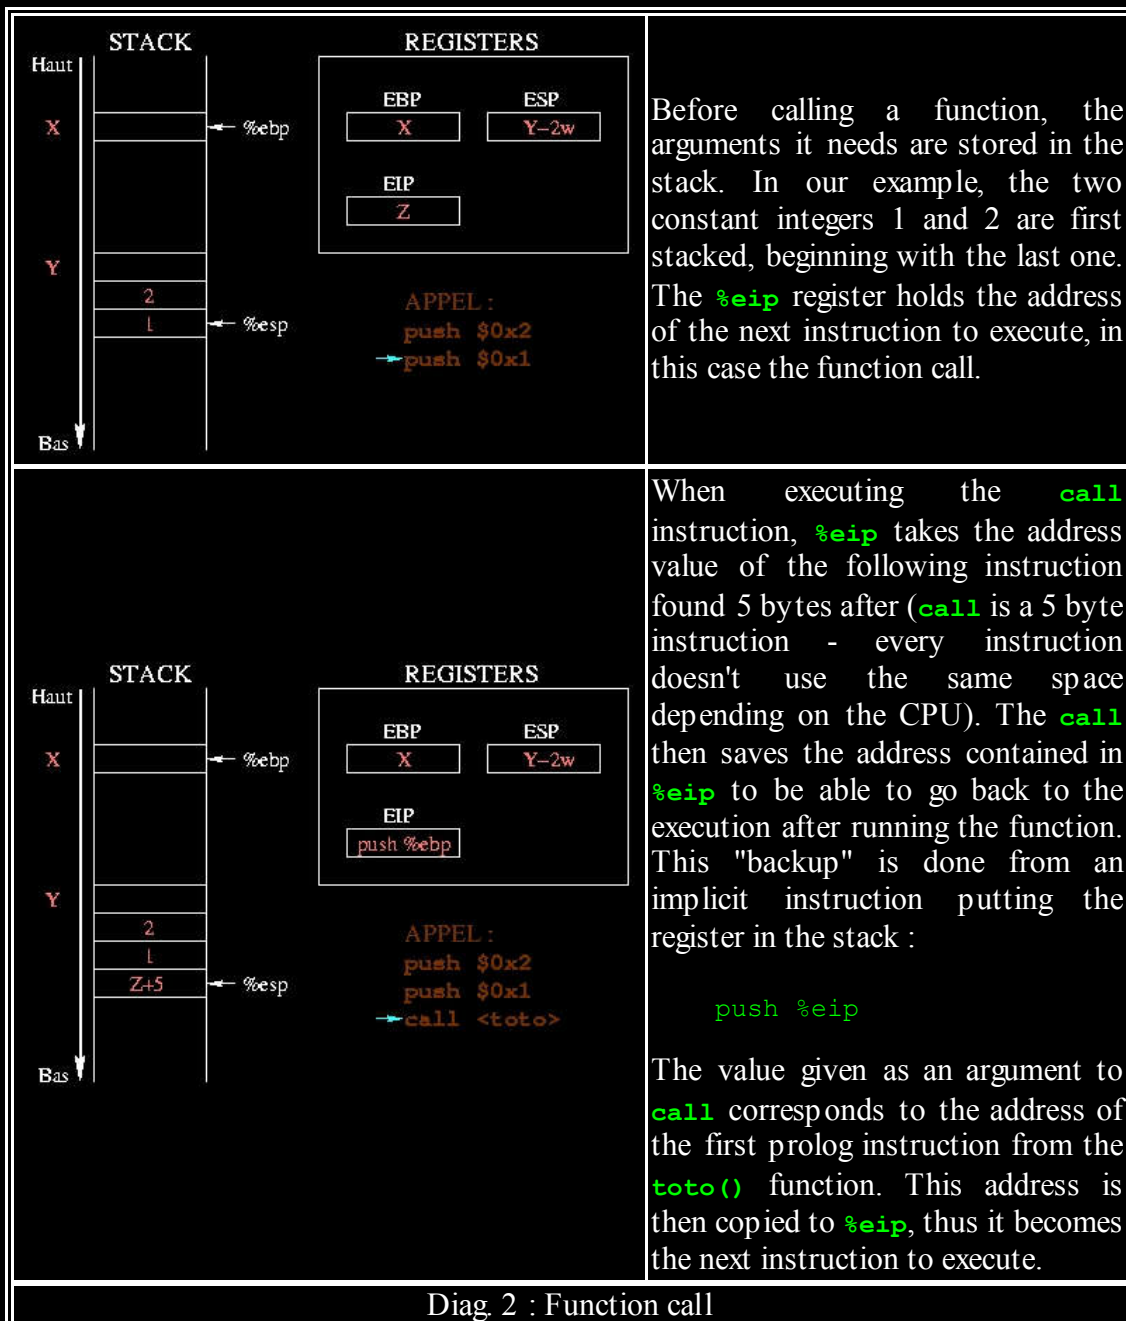 STACK
REGISTERS
Haut
X
%ebp
EBP
ESP
X
Y-2w
EIP
Z
Y
2
1
%esp
APPEL :
push $0x2
push $0x1
Bas
Before calling a function, the
arguments it needs are stored in the
stack. In our example, the two
constant integers 1 and 2 are first
stacked, beginning with the last one.
The %eip register holds the address
of the next instruction to execute, in
this case the function call.
STACK
REGISTERS
Haut
X
%ebp
EBP
ESP
X
Y-2w
EIP
push %ebp
Y
2
1
Z+5
%esp
APPEL :
push $0x2
push $0x1
call <toto>
Bas
When executing the call
instruction, %eip takes the address
value of the following instruction
found 5 bytes after (call is a 5 byte
instruction - every instruction
doesn't use the same space
depending on the CPU). The call
then saves the address contained in
%eip to be able to go back to the
execution after running the function.
This "backup" is done from an
implicit instruction putting the
register in the stack :
push %eip
The value given as an argument to
call corresponds to the address of
the first prolog instruction from the
toto() function. This address is
then copied to %eip, thus it becomes
the next instruction to execute.
Diag. 2 : Function call